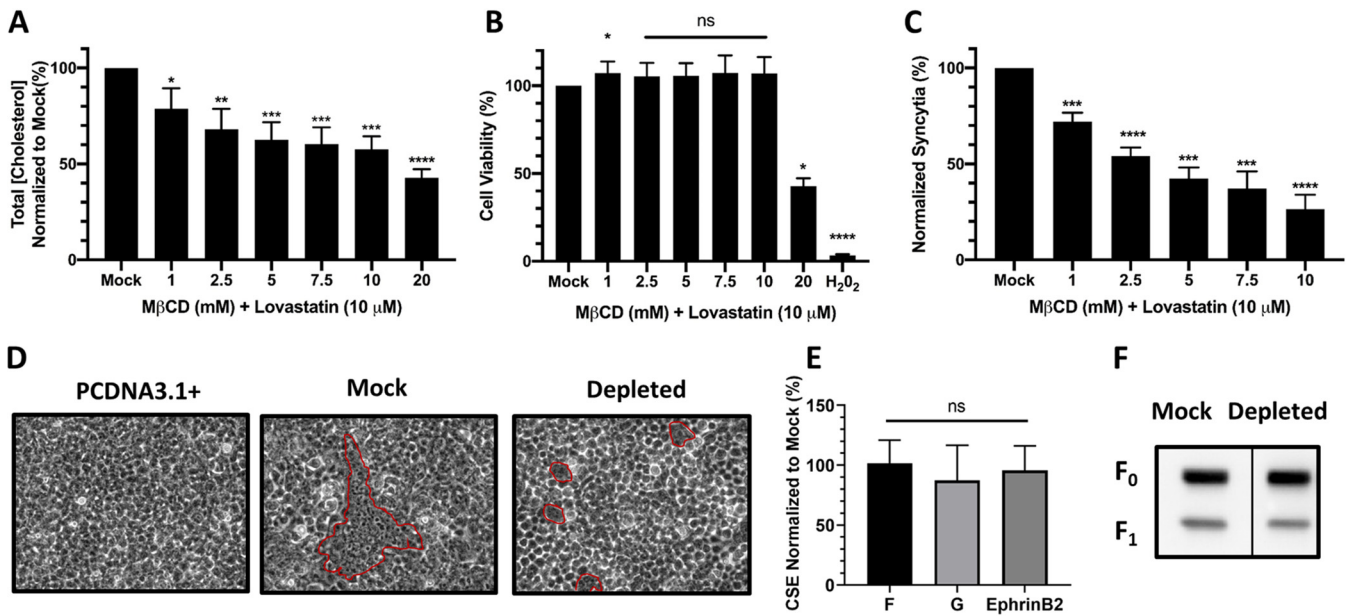 A
Total [Cholesterol]
Normalized to Mock(%)
100
50
0
*
**
***
***
***
****
Mock 1 2.5 5 7.5 10 20
MβCD (mM) + Lovastatin (10 μM)
B
Cell Viability (%)
100
50
0
*
ns
*
****
Mock 1 2.5 5 7.5 10 20 H₂0₂
MβCD (mM) + Lovastatin (10 μM)
C
Normalized Syncytia (%)
100
50
0
***
****
***
***
****
Mock 1 2.5 5 7.5 10
MβCD (mM) + Lovastatin (10 μM)
D
PCDNA3.1+
Mock
Depleted
E
CSE Normalized to Mock (%)
150
100
50
0
ns
F G EphrinB2
F
Mock Depleted
F₀
F₁